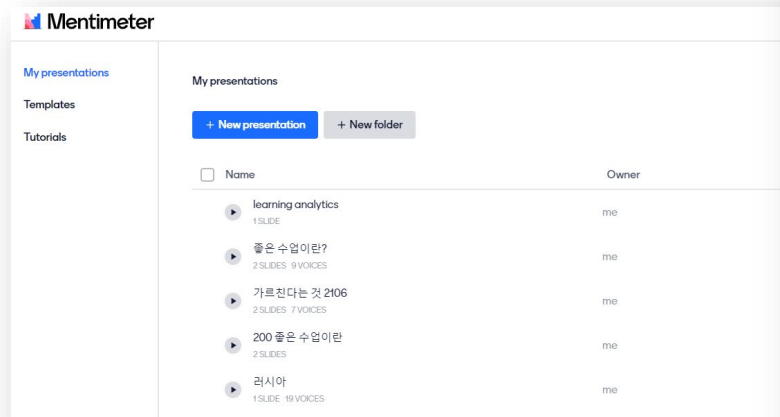 Mentimeter
My presentations
Templates
Tutorials
My presentations
+ New presentation + New folder
Name Owner
learning analytics
1 SLIDE
me
좋은 수업이란?
2 SLIDES 9 VOICES
me
가르친다는 것 2106
2 SLIDES 7 VOICES
me
200 좋은 수업이란
2 SLIDES
me
러시아
1 SLIDE 19 VOICES
me